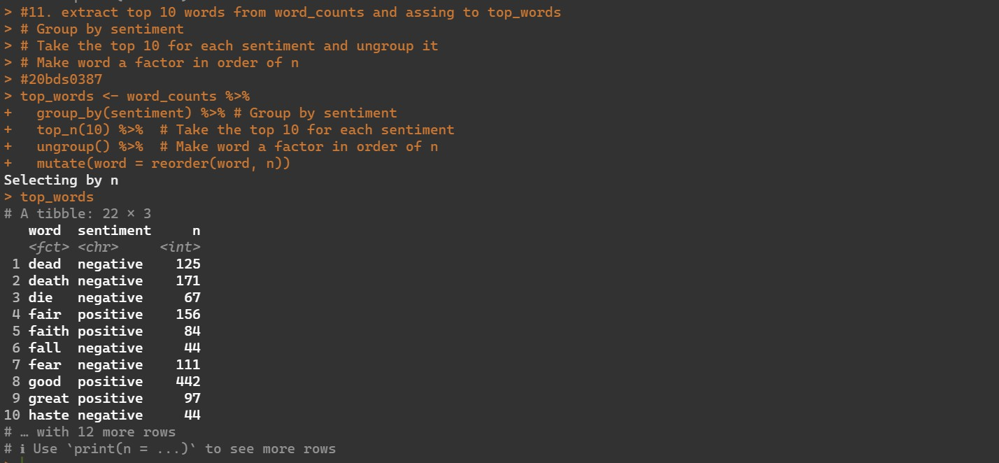 > #11. extract top 10 words from word_counts and assing to top_words
> # Group by sentiment
> # Take the top 10 for each sentiment and ungroup it
> # Make word a factor in order of n
> #20bds0387
> top_words <- word_counts %>%
+   group_by(sentiment) %>% # Group by sentiment
+   top_n(10) %>%  # Take the top 10 for each sentiment
+   ungroup() %>%  # Make word a factor in order of n
+   mutate(word = reorder(word, n))
Selecting by n
> top_words
# A tibble: 22 × 3
   word  sentiment     n
   <fct> <chr>     <int>
 1 dead  negative    125
 2 death negative    171
 3 die   negative     67
 4 fair  positive    156
 5 faith positive     84
 6 fall  negative     44
 7 fear  negative    111
 8 good  positive    442
 9 great positive     97
10 haste negative     44
# … with 12 more rows
# ℹ Use `print(n = ...)` to see more rows